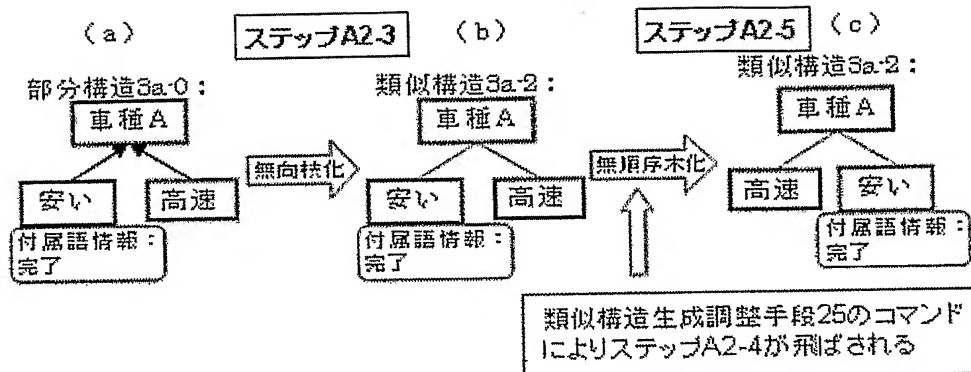 (a)
ステップA2-3
(b)
ステップA2-5
(c)
部分構造3a-0:
類似構造3a-2:
類似構造3a-2:
車種A
車種A
車種A
安い
高速
無向枝化
安い
高速
無順序木化
高速
安い
付属語情報:
完了
付属語情報:
完了
付属語情報:
完了
類似構造生成調整手段25のコマンド
によりステップA2-4が飛ばされる